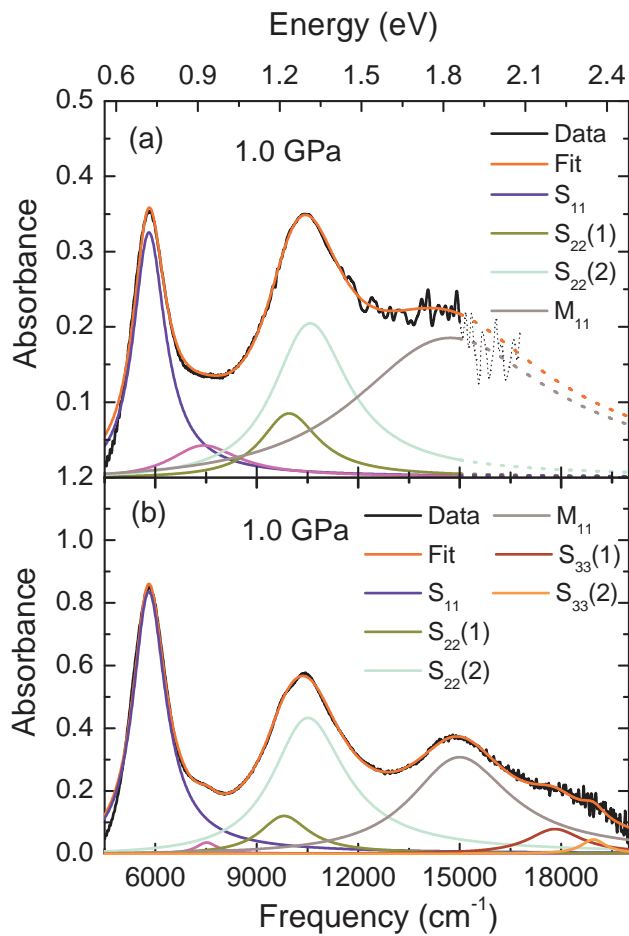 Energy (eV)
0.6 0.9 1.2 1.5 1.8 2.1 2.4
0.5
0.4
0.3
0.2
0.1
Absorbance
(a)
1.0 GPa
Data
Fit
S11
S22(1)
S22(2)
M11
1.2
1.0
0.8
0.6
0.4
0.2
0.0
Absorbance
(b)
1.0 GPa
Data
Fit
S11
S22(1)
S22(2)
M11
S33(1)
S33(2)
6000 9000 12000 15000 18000
Frequency (cm-1)